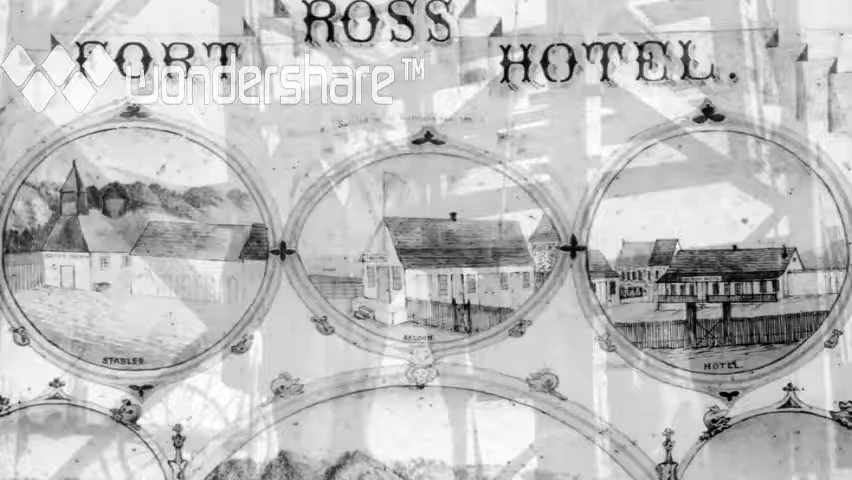 ROSS
FORT HOTEL.
wondershare™
STABLES
SALOON
HOTEL